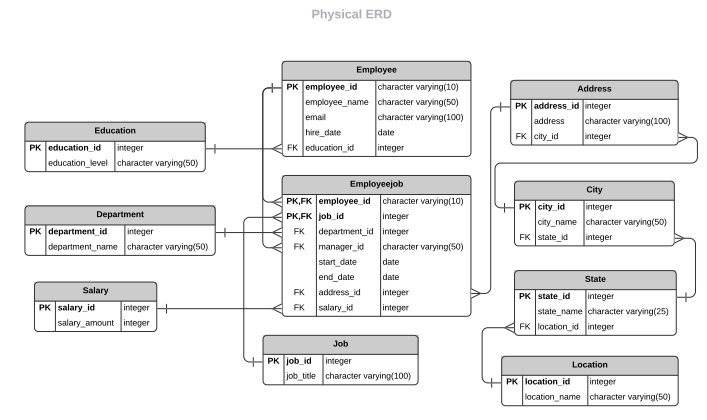 Physical ERD
Employee
PK employee_id character varying(10)
employee_name character varying(50)
email character varying(100)
hire_date date
FK education_id integer
Address
PK address_id integer
address character varying(100)
FK city_id integer
Education
PK education_id integer
education_level character varying(50)
Employeejob
PK,FK employee_id character varying(10)
PK,FK job_id integer
FK department_id integer
FK manager_id character varying(50)
start_date date
end_date date
FK address_id integer
FK salary_id integer
City
PK city_id integer
city_name character varying(50)
FK state_id integer
Department
PK department_id integer
department_name character varying(50)
State
PK state_id integer
state_name character varying(25)
FK location_id integer
Salary
PK salary_id integer
salary_amount integer
Job
PK job_id integer
job_title character varying(100)
Location
PK location_id integer
location_name character varying(50)